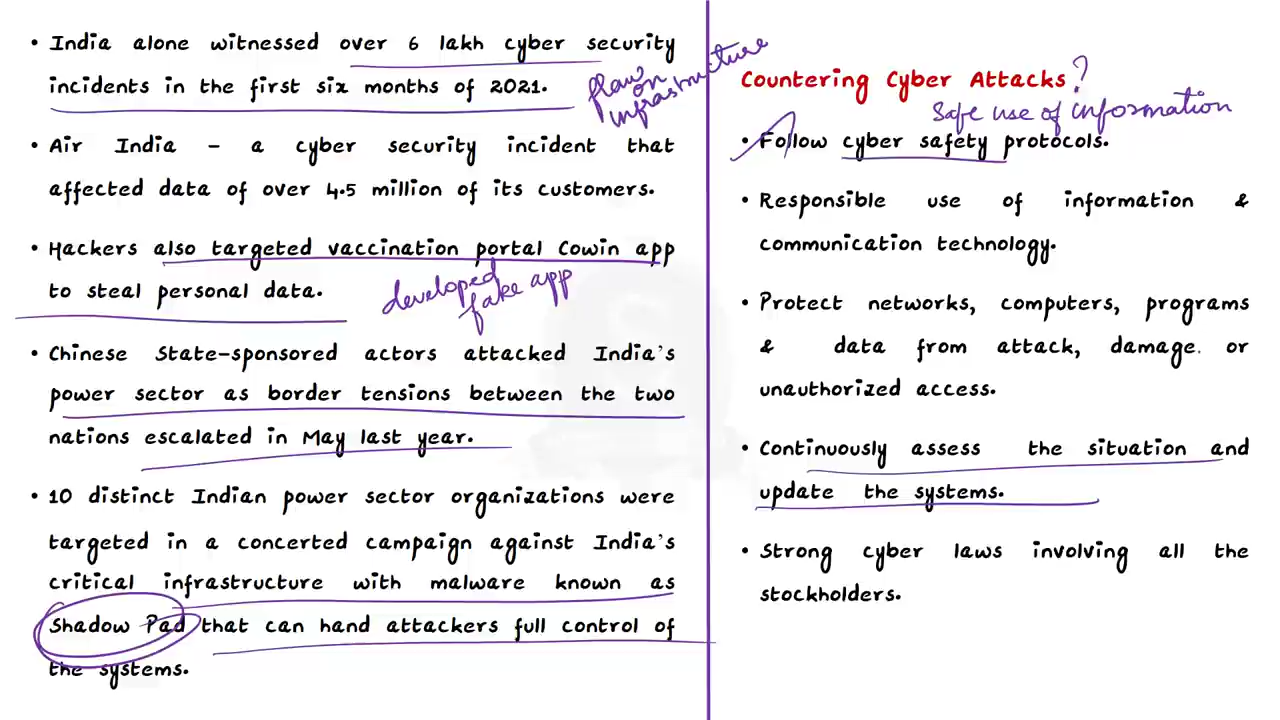 • India alone witnessed over 6 lakh cyber security
incidents in the first six months of 2021.
flaw
on
infrastructure
• Air India - a cyber security incident that
affected data of over 4.5 million of its customers.
• Hackers also targeted vaccination portal Cowin app
to steal personal data.
developed
fake app
• Chinese State-sponsored actors attacked India's
power sector as border tensions between the two
nations escalated in May last year.
• 10 distinct Indian power sector organizations were
targeted in a concerted campaign against India's
critical infrastructure with malware known as
Shadow Pad that can hand attackers full control of
the systems.
Countering Cyber Attacks?
Safe use of information
• Follow cyber safety protocols.
• Responsible use of information &
communication technology.
• Protect networks, computers, programs
& data from attack, damage. or
unauthorized access.
• Continuously assess the situation and
update the systems.
• Strong cyber laws involving all the
stockholders.